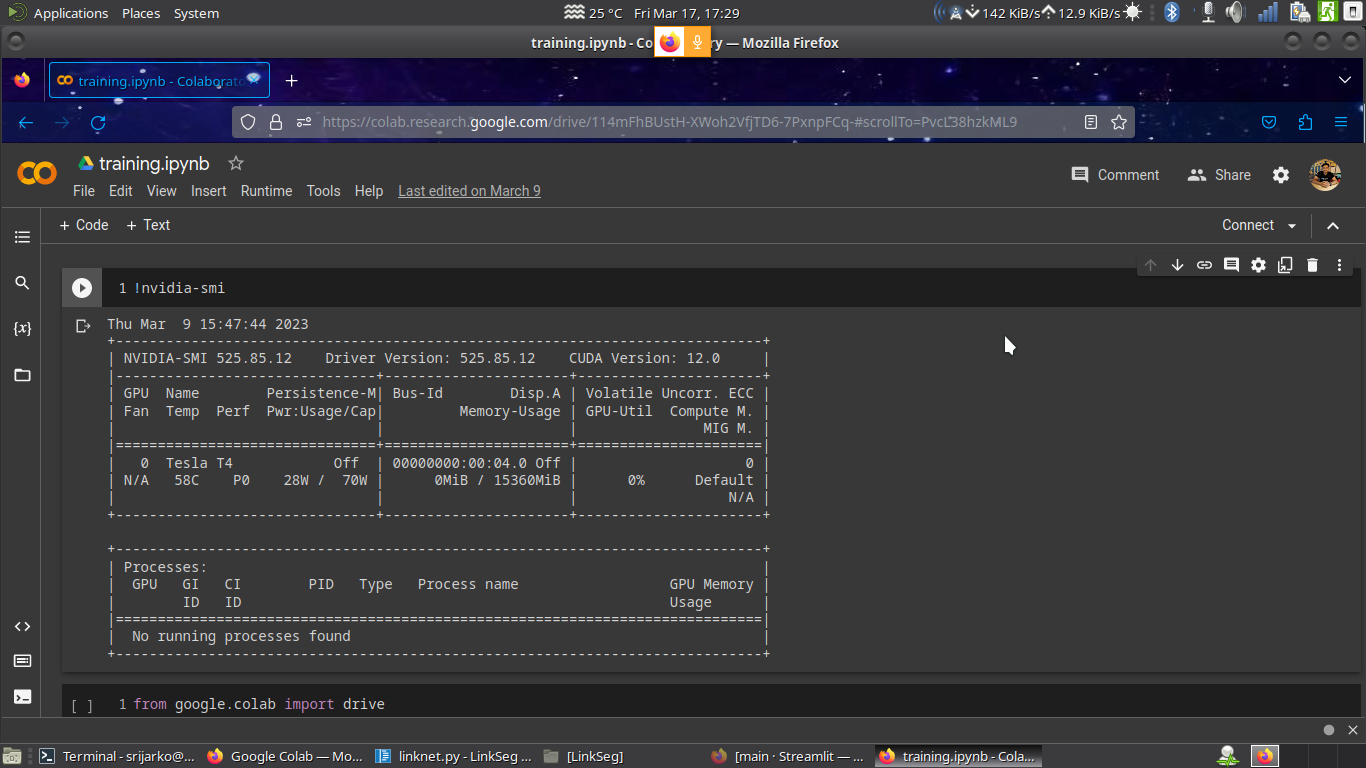 Applications Places System 25 °C Fri Mar 17, 17:29 142 KiB/s 12.9 KiB/s
training.ipynb - Co ry — Mozilla Firefox
training.ipynb - Colaborato
https://colab.research.google.com/drive/114mFhBUstH-XWoh2VfjTD6-7PxnpFCq-#scrollTo=PvcL38hzkML9
training.ipynb
File Edit View Insert Runtime Tools Help Last edited on March 9
Comment Share
+ Code + Text Connect
1 !nvidia-smi
Thu Mar  9 15:47:44 2023
+-----------------------------------------------------------------------------+
| NVIDIA-SMI 525.85.12    Driver Version: 525.85.12    CUDA Version: 12.0     |
|-------------------------------+----------------------+----------------------+
| GPU  Name        Persistence-M| Bus-Id        Disp.A | Volatile Uncorr. ECC |
| Fan  Temp  Perf  Pwr:Usage/Cap|         Memory-Usage | GPU-Util  Compute M. |
|                               |                      |               MIG M. |
|===============================+======================+======================|
|   0  Tesla T4            Off  | 00000000:00:04.0 Off |                    0 |
| N/A   58C    P0    28W /  70W |      0MiB / 15360MiB |      0%      Default |
|                               |                      |                  N/A |
+-------------------------------+----------------------+----------------------+
+-----------------------------------------------------------------------------+
| Processes:                                                                  |
|  GPU   GI   CI        PID   Type   Process name                  GPU Memory |
|        ID   ID                                                   Usage      |
|=============================================================================|
|  No running processes found                                                 |
+-----------------------------------------------------------------------------+
[ ] 1 from google.colab import drive
Terminal - srijarko@... Google Colab — Mo... linknet.py - LinkSeg ... [LinkSeg] [main · Streamlit — ... training.ipynb - Cola...